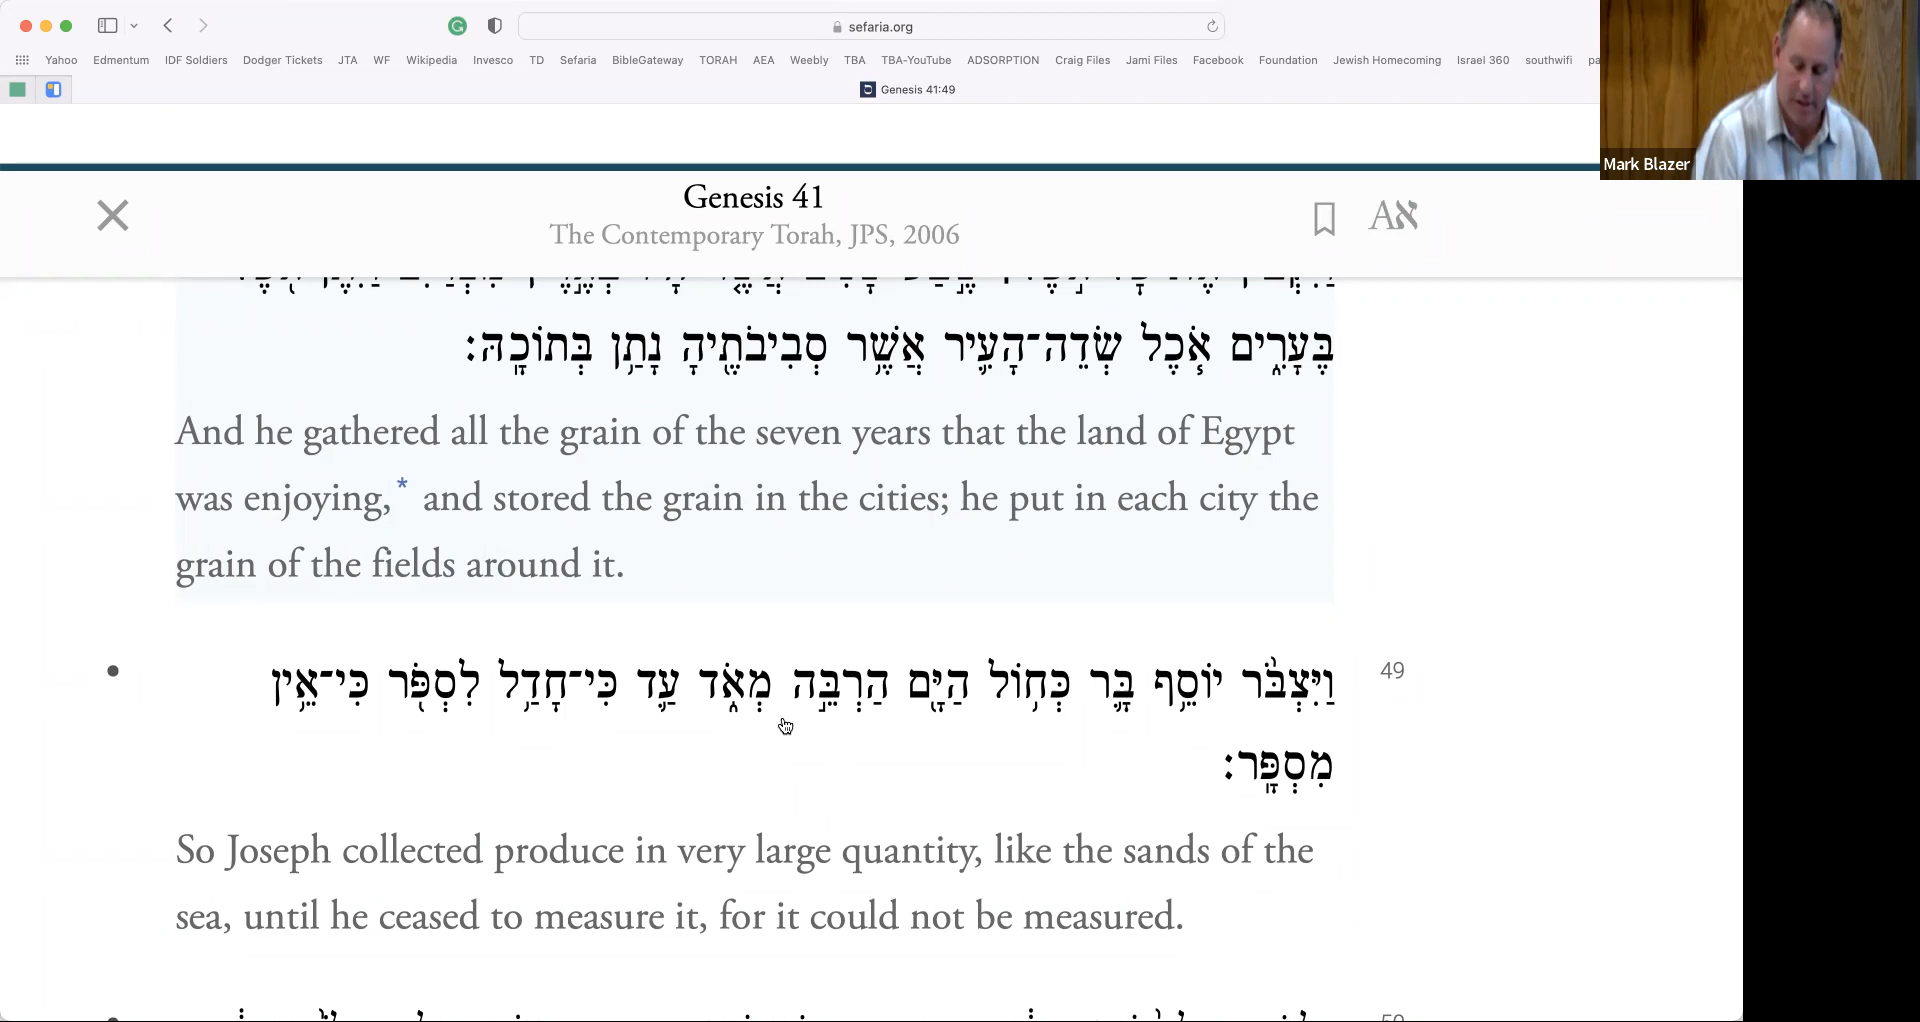 sefaria.org
Yahoo Edmentum IDF Soldiers Dodger Tickets JTA WF Wikipedia Invesco TD Sefaria BibleGateway TORAH AEA Weebly TBA TBA-YouTube ADSORPTION Craig Files Jami Files Facebook Foundation Jewish Homecoming Israel 360 southwifi
Genesis 41:49
Mark Blazer
Genesis 41
The Contemporary Torah, JPS, 2006
Aא
בֶּעָרִ֑ים אֹ֧כֶל שְׂדֵה־הָעִ֛יר אֲשֶׁ֥ר סְבִיבֹתֶ֖יהָ נָתַ֥ן בְּתוֹכָֽהּ׃
And he gathered all the grain of the seven years that the land of Egypt
was enjoying,* and stored the grain in the cities; he put in each city the
grain of the fields around it.
49
וַיִּצְבֹּ֨ר יוֹסֵ֥ף בָּ֛ר כְּח֥וֹל הַיָּ֖ם הַרְבֵּ֣ה מְאֹ֑ד עַ֛ד כִּי־חָדַ֥ל לִסְפֹּ֖ר כִּי־אֵ֥ין
מִסְפָּֽר׃
So Joseph collected produce in very large quantity, like the sands of the
sea, until he ceased to measure it, for it could not be measured.